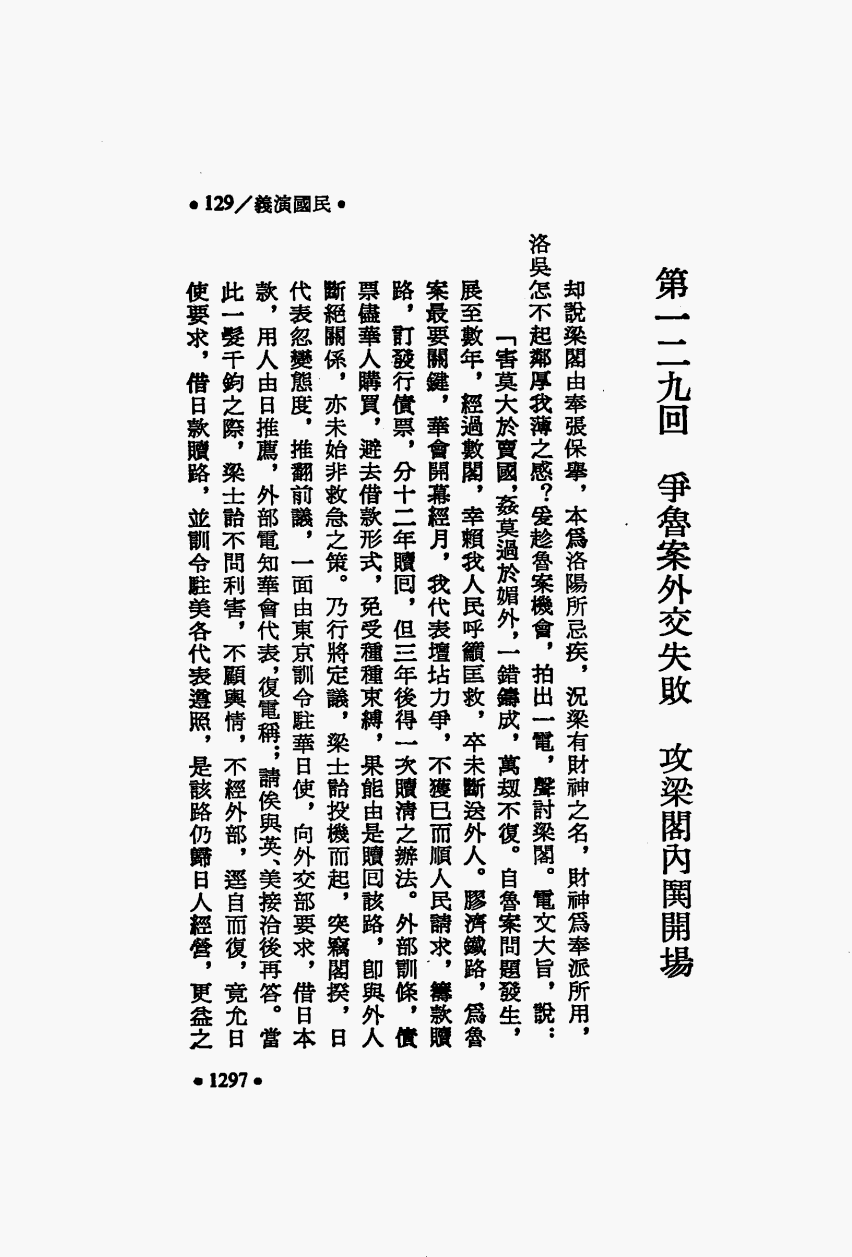 •129/義演國民•
第一二九回　爭魯案外交失敗　攻梁閣內鬨開場
却說梁閣由奉張保舉，本爲洛陽所忌疾，況梁有財神之名，財神爲奉派所用，
洛吳怎不起鄰厚我薄之感？爰趁魯案機會，拍出一電，聲討梁閣。電文大旨，說：
「害莫大於賣國，姦莫過於媚外，一錯鑄成，萬刼不復。自魯案問題發生，
展至數年，經過數閣，幸賴我人民呼籲匡救，卒未斷送外人。膠濟鐵路，爲魯
案最要關鍵，華會開幕經月，我代表壇坫力爭，不獲已而順人民請求，籌款贖
路，訂發行債票，分十二年贖回，但三年後得一次贖清之辦法。外部訓條，債
票儘華人購買，避去借款形式，免受種種束縛，果能由是贖回該路，卽與外人
斷絕關係，亦未始非救急之策。乃行將定議，梁士詒投機而起，突竊閣揆，日
代表忽變態度，推翻前議，一面由東京訓令駐華日使，向外交部要求，借日本
款，用人由日推薦，外部電知華會代表，復電稱；請俟與英、美接洽後再答。當
此一髮千鈞之際，梁士詒不問利害，不顧輿情，不經外部，逕自而復，竟允日
使要求，借日款贖路，並訓令駐美各代表遵照，是該路仍歸日人經營，更益之
•1297•